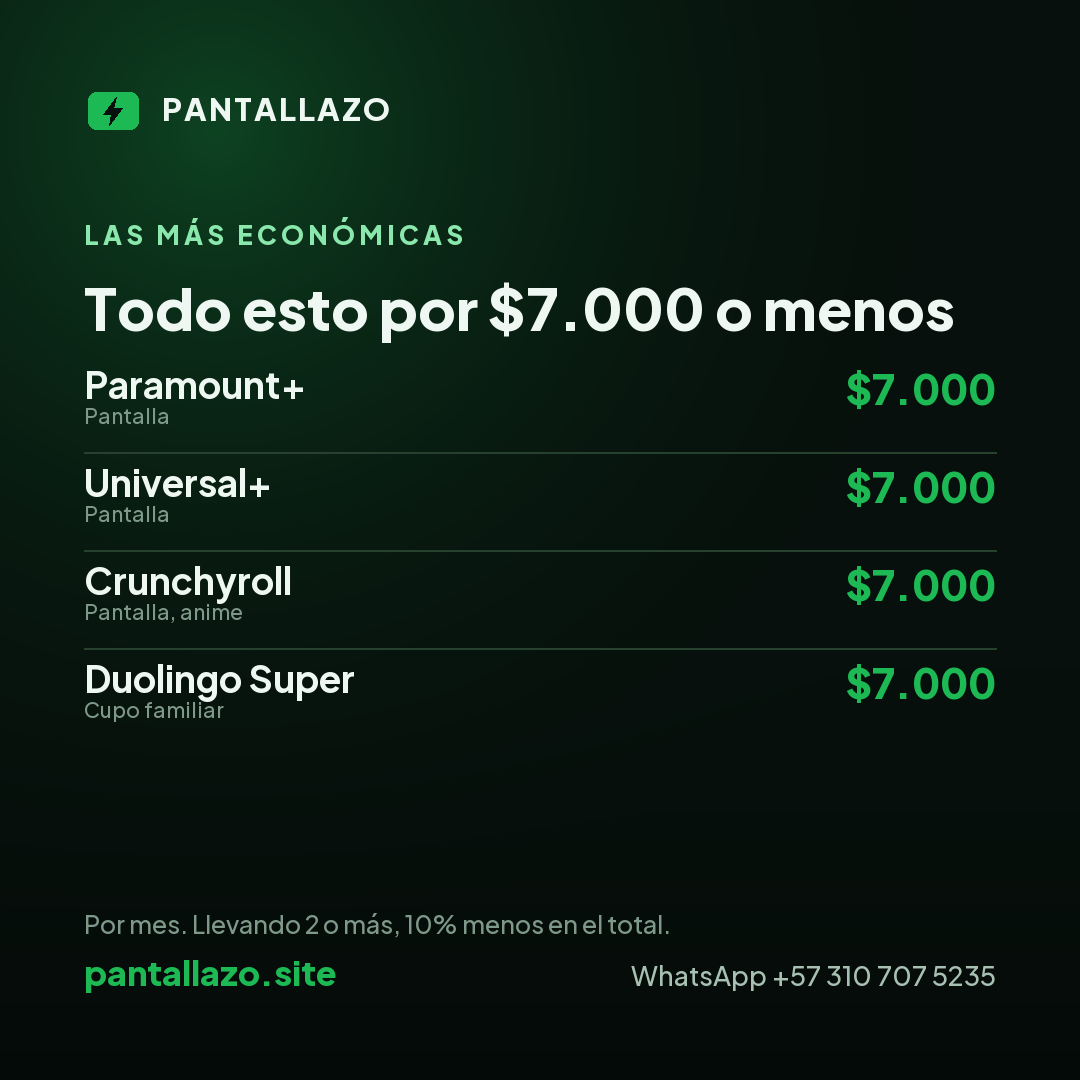 PANTALLAZO
LAS MÁS ECONÓMICAS
Todo esto por $7.000 o menos
Paramount+ $7.000
Pantalla
Universal+ $7.000
Pantalla
Crunchyroll $7.000
Pantalla, anime
Duolingo Super $7.000
Cupo familiar
Por mes. Llevando 2 o más, 10% menos en el total.
pantallazo.site WhatsApp +57 310 707 5235